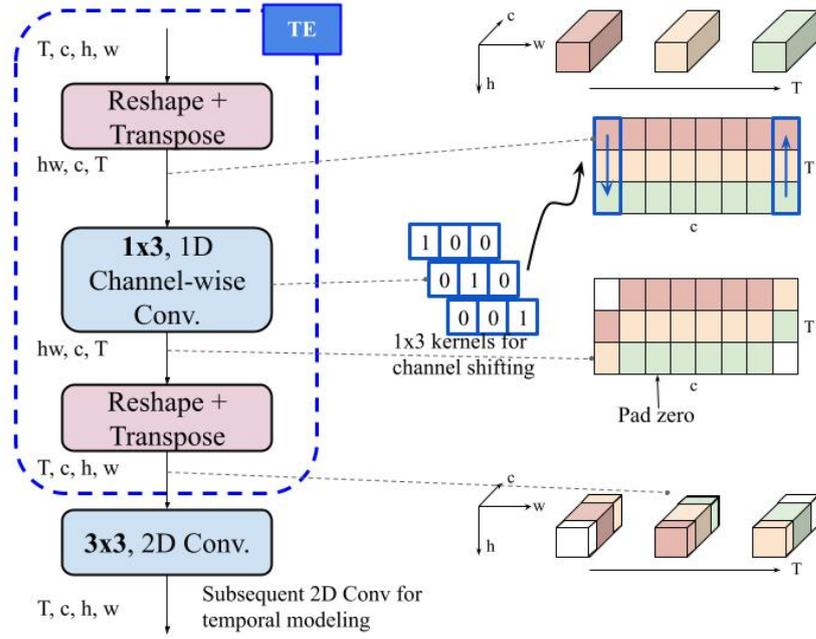 TE
T, c, h, w
Reshape +
Transpose
hw, c, T
1x3, 1D
Channel-wise
Conv.
hw, c, T
Reshape +
Transpose
T, c, h, w
3x3, 2D Conv.
T, c, h, w
Subsequent 2D Conv for
temporal modeling
1 0 0
0 1 0
0 0 1
1x3 kernels for
channel shifting
c
w
h
T
T
c
T
c
Pad zero
c
w
h
T